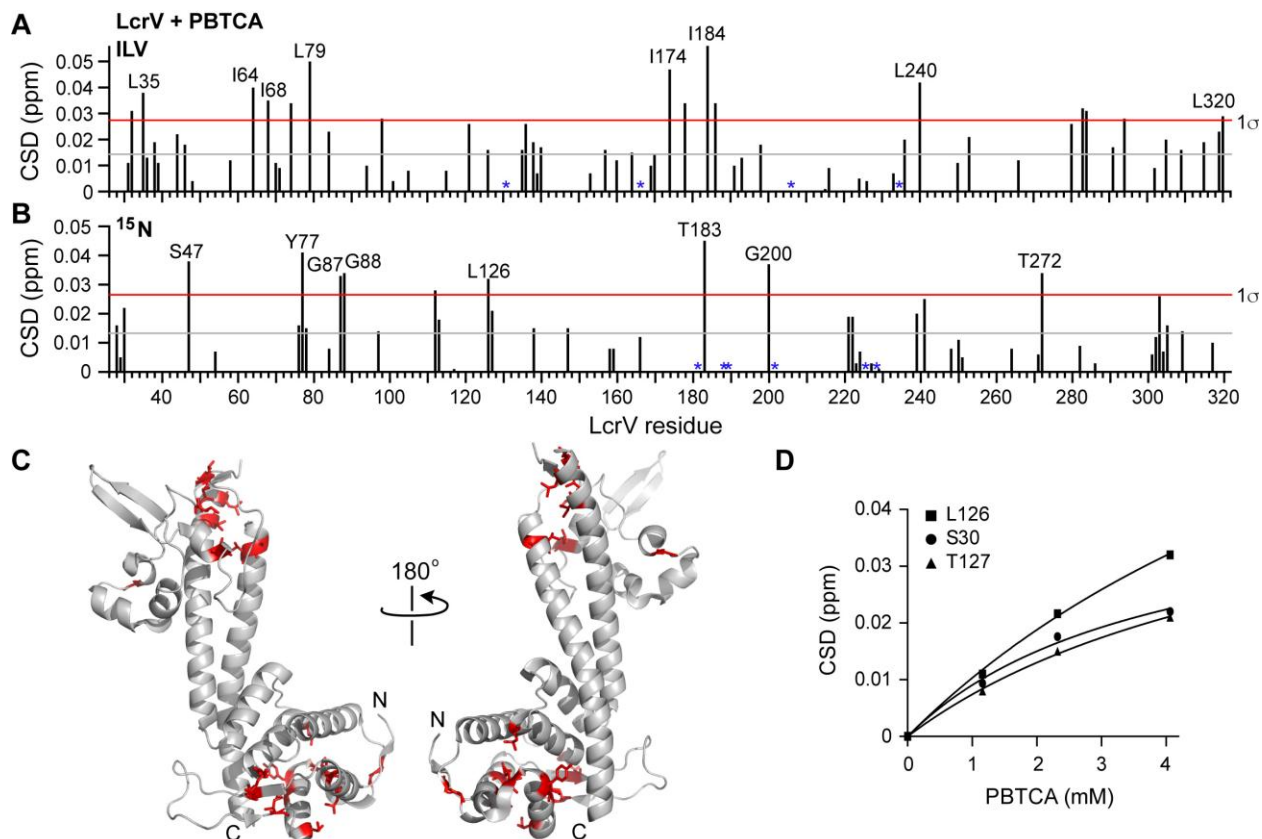 A
LcrV + PBTCA
ILV
CSD (ppm)
0.05
0.04
0.03
0.02
0.01
0
L35
I64
I68
L79
I174
I184
L240
L320
1σ
*
*
*
*
B
15N
CSD (ppm)
0.05
0.04
0.03
0.02
0.01
0
S47
Y77
G87
G88
L126
T183
G200
T272
1σ
*
**
*
*
*
40 60 80 100 120 140 160 180 200 220 240 260 280 300 320
LcrV residue
C
180°
N
C
N
C
D
L126
S30
T127
CSD (ppm)
0.04
0.03
0.02
0.01
0
0 1 2 3 4
PBTCA (mM)